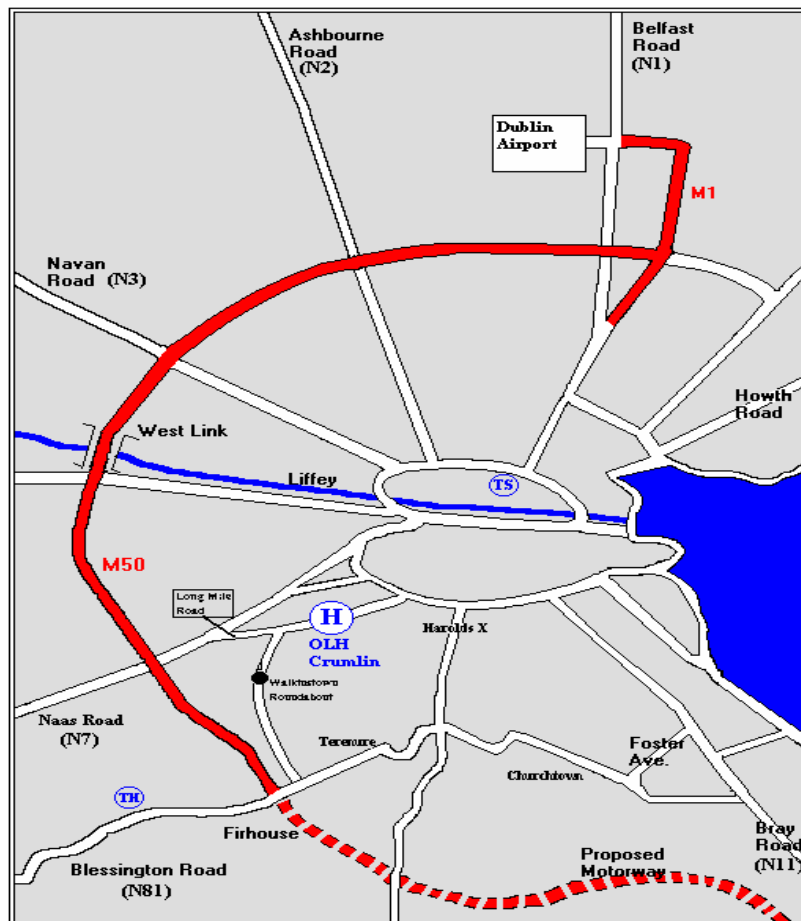 Ashbourne
Road
(N2)
Belfast
Road
(N1)
Dublin
Airport
M1
Navan
Road (N3)
Howth
Road
West Link
Liffey
TS
M50
Long Mile
Road
H
OLH
Crumlin
Harolds X
Walkinstown
Roundabout
Naas Road
(N7)
Terenure
Foster
Ave.
Churchtown
TH
Firhouse
Bray
Road
(N11)
Proposed
Motorway
Blessington Road
(N81)